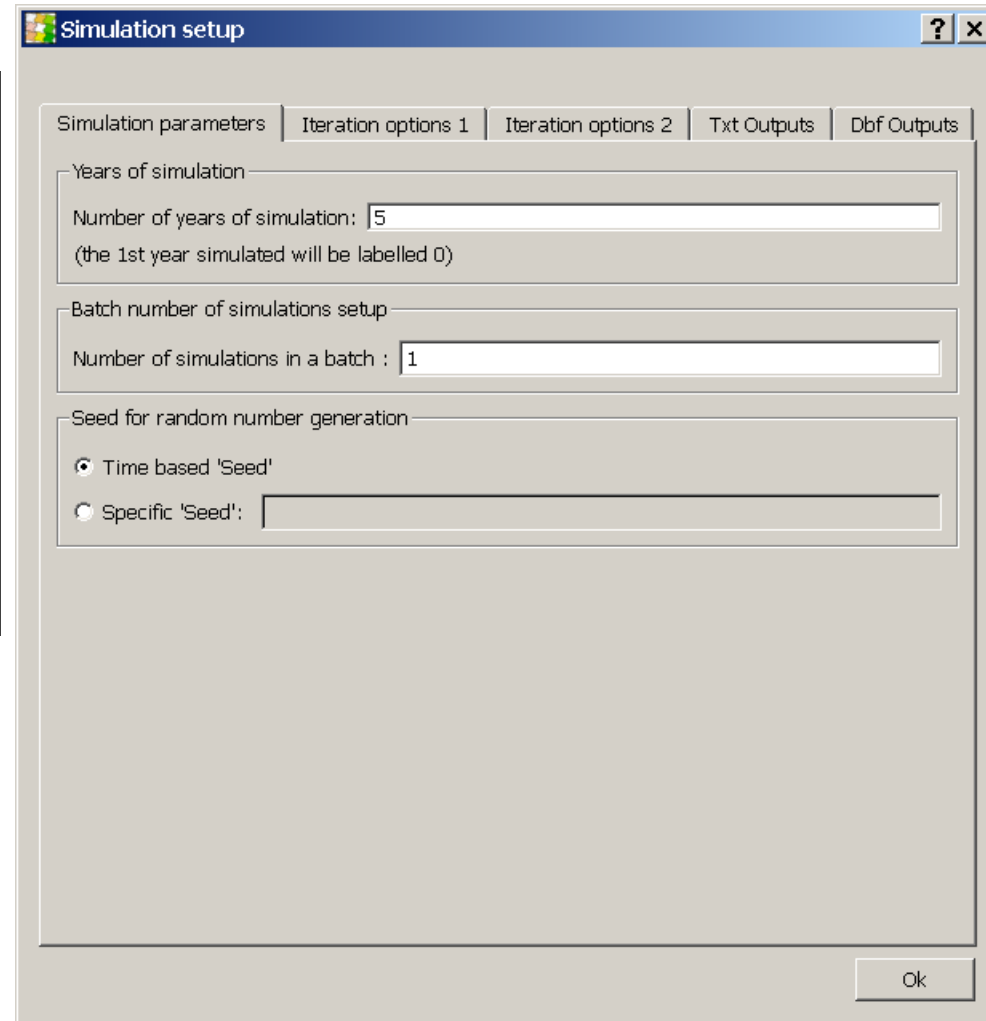 Simulation setup
Simulation parameters
Iteration options 1
Iteration options 2
Txt Outputs
Dbf Outputs
Years of simulation
Number of years of simulation: 5
(the 1st year simulated will be labelled 0)
Batch number of simulations setup
Number of simulations in a batch : 1
Seed for random number generation
Time based 'Seed'
Specific 'Seed':
Ok